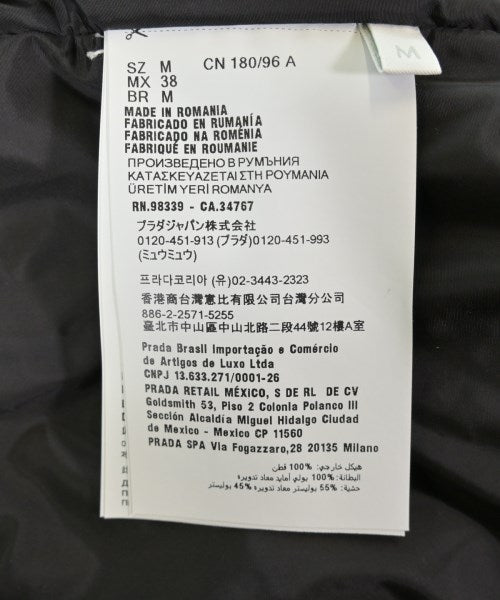 M
SZ M CN 180/96 A
MX 38
BR M
MADE IN ROMANIA
FABRICADO EN RUMANÍA
FABRICADO NA ROMÉNIA
FABRIQUÉ EN ROUMANIE
ПРОИЗВЕДЕНО В РУМЪНИЯ
ΚΑΤΑΣΚΕΥΑΖΕΤΑΙ ΣΤΗ ΡΟΥΜΑΝΙΑ
ÜRETİM YERİ ROMANYA
RN.98339 - CA.34767
プラダジャパン株式会社
0120-451-913 (プラダ)0120-451-993
(ミュウミュウ)
프라다코리아 (유)02-3443-2323
香港商台灣憙比有限公司台灣分公司
886-2-2571-5255
臺北市中山區中山北路二段44號12樓A室
Prada Brasil Importação e Comércio
de Artigos de Luxo Ltda
CNPJ 13.633.271/0001-26
PRADA RETAIL MÉXICO, S DE RL DE CV
Goldsmith 53, Piso 2 Colonia Polanco III
Sección Alcaldía Miguel Hidalgo Ciudad
de Mexico - Mexico CP 11560
PRADA SPA Via Fogazzaro,28 20135 Milano
هيكل خارجي: %100 قطن
البطانة: %100 بولي أمايد معاد تدويره
حشية: %55 بوليستر معاد تدويره %45 بوليستر